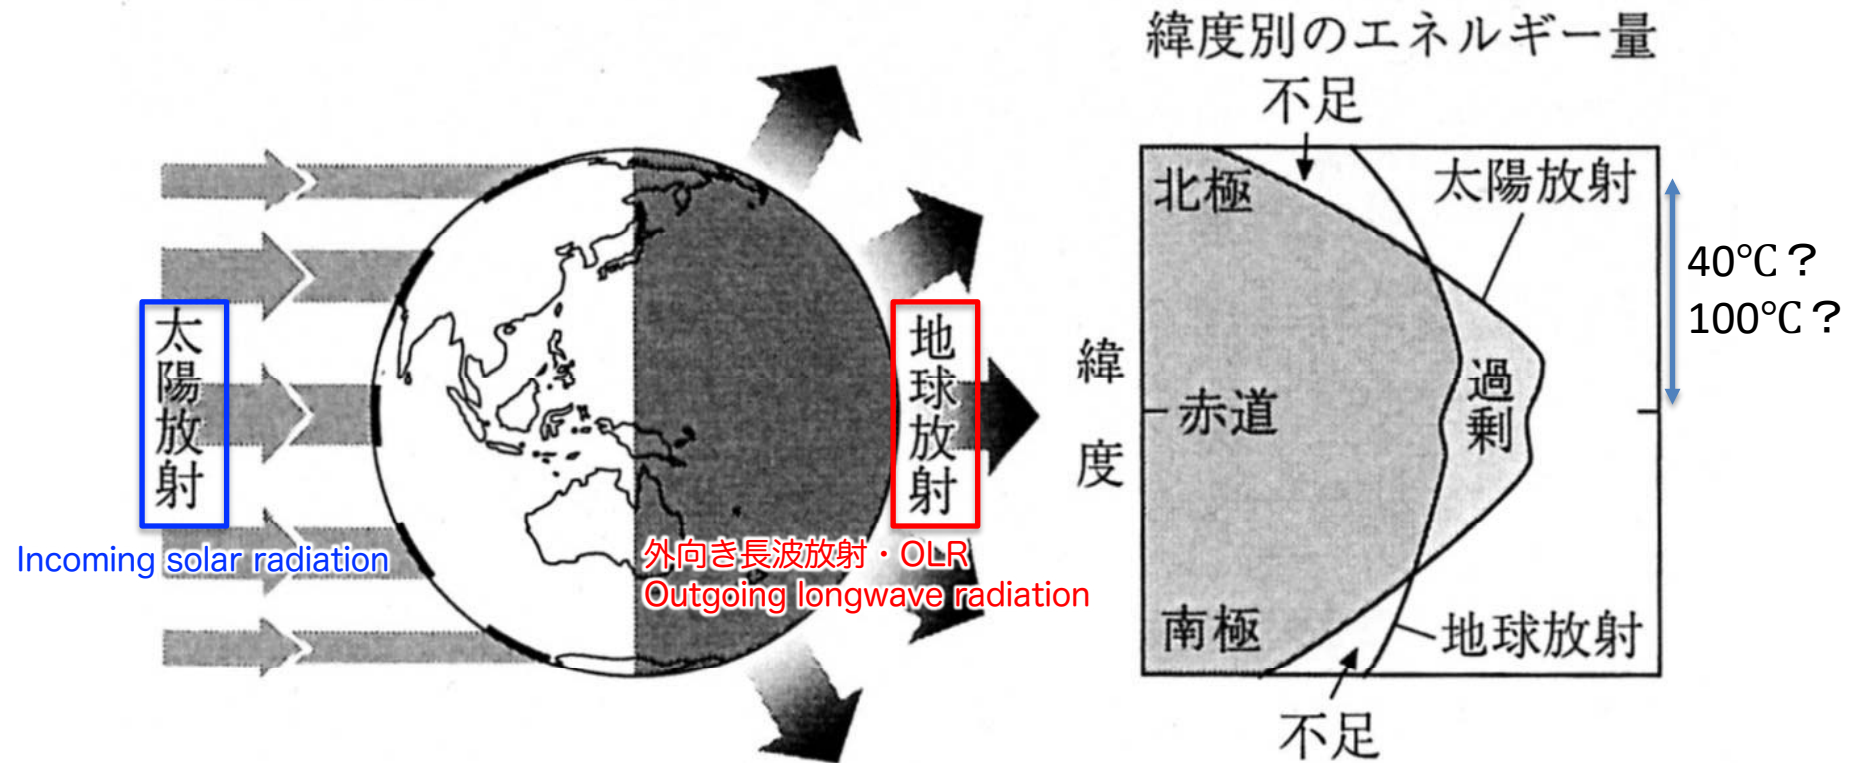 太陽放射
Incoming solar radiation
地球放射
外向き長波放射・OLR
Outgoing longwave radiation
緯度別のエネルギー量
不足
北極
太陽放射
緯度
赤道
過剰
南極
地球放射
不足
40℃？
100℃？